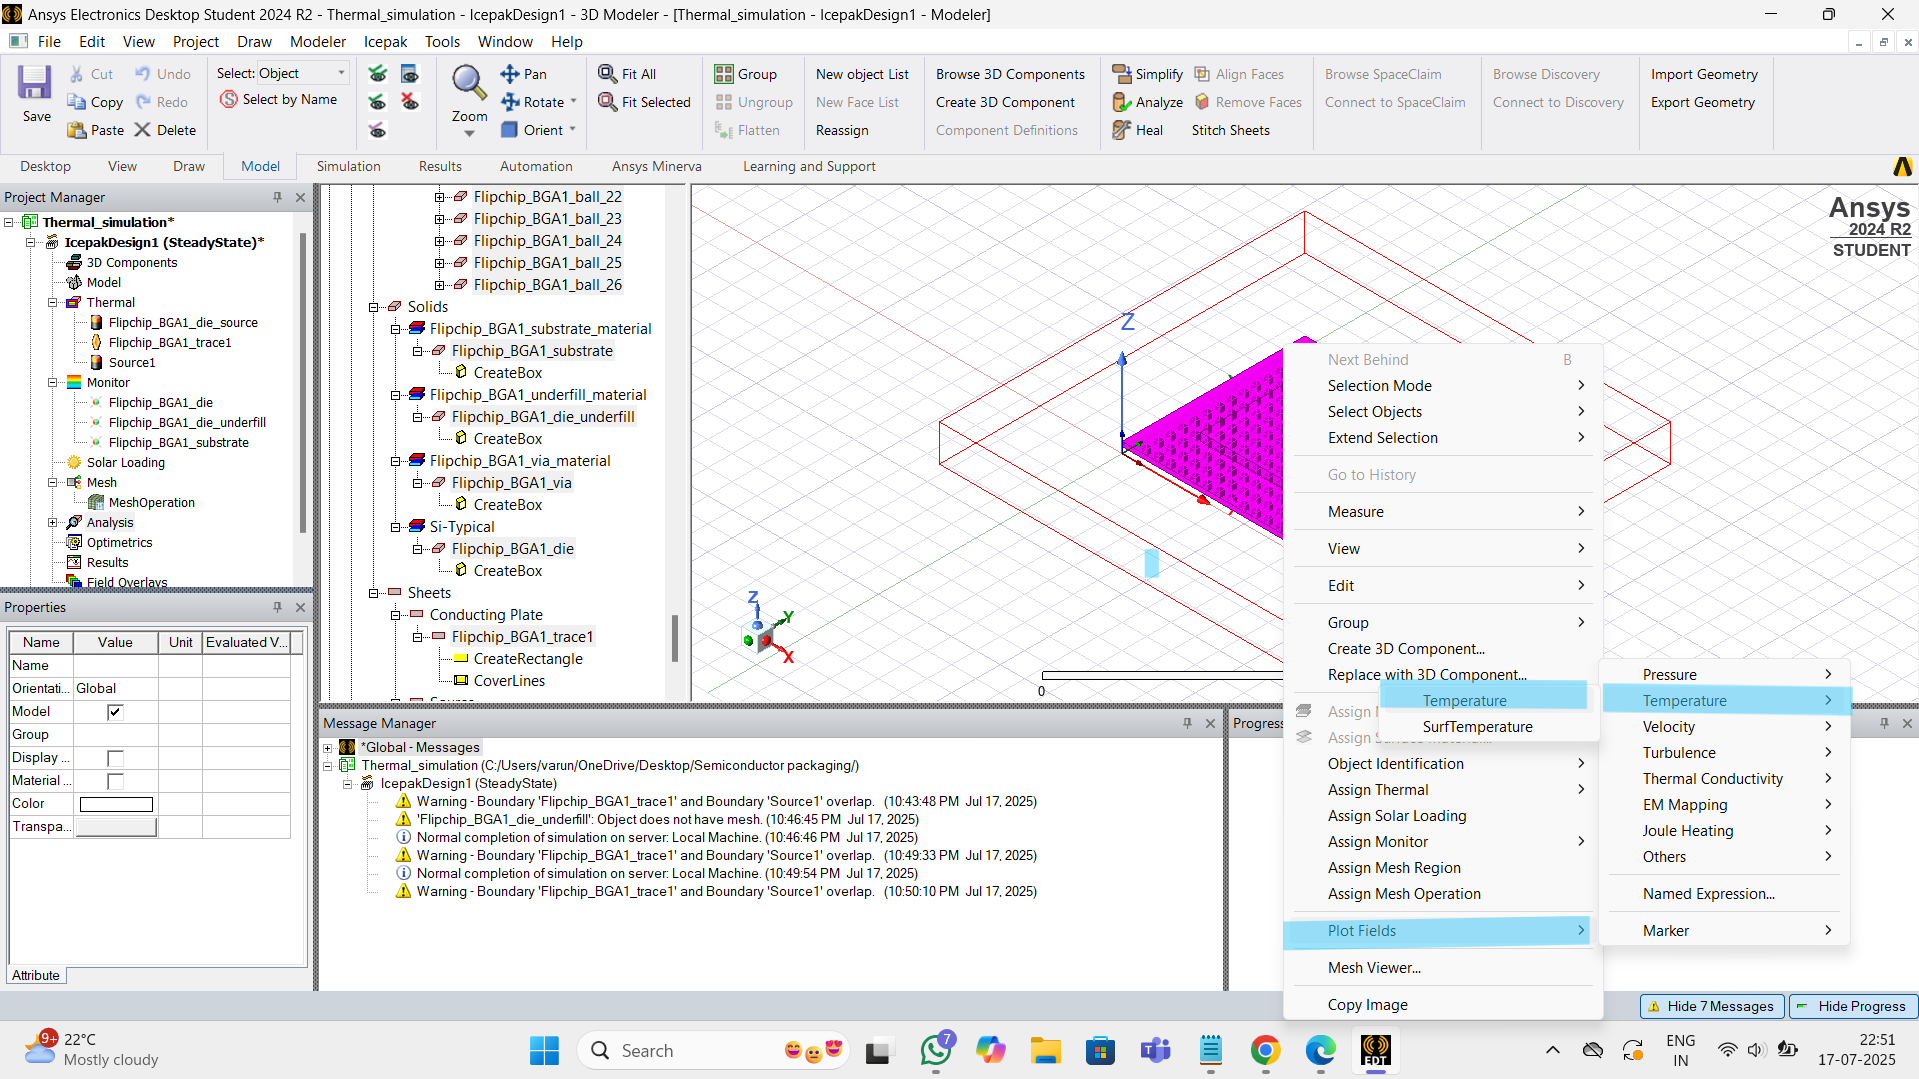 Ansys Electronics Desktop Student 2024 R2 - Thermal_simulation - IcepakDesign1 - 3D Modeler - [Thermal_simulation - IcepakDesign1 - Modeler]
File Edit View Project Draw Modeler Icepak Tools Window Help
Save
Cut
Copy
Paste
Undo
Redo
Delete
Select: Object
Select by Name
Zoom
Pan
Rotate
Orient
Fit All
Fit Selected
Group
Ungroup
Flatten
New object List
New Face List
Reassign
Browse 3D Components
Create 3D Component
Component Definitions
Simplify
Analyze
Heal
Align Faces
Remove Faces
Stitch Sheets
Browse SpaceClaim
Connect to SpaceClaim
Browse Discovery
Connect to Discovery
Import Geometry
Export Geometry
Desktop View Draw Model Simulation Results Automation Ansys Minerva Learning and Support
Project Manager
Thermal_simulation*
IcepakDesign1 (SteadyState)*
3D Components
Model
Thermal
Flipchip_BGA1_die_source
Flipchip_BGA1_trace1
Source1
Monitor
Flipchip_BGA1_die
Flipchip_BGA1_die_underfill
Flipchip_BGA1_substrate
Solar Loading
Mesh
MeshOperation
Analysis
Optimetrics
Results
Field Overlays
Properties
Name Value Unit Evaluated V...
Name
Orientati... Global
Model
Group
Display ...
Material ...
Color
Transpa...
Attribute
Flipchip_BGA1_ball_22
Flipchip_BGA1_ball_23
Flipchip_BGA1_ball_24
Flipchip_BGA1_ball_25
Flipchip_BGA1_ball_26
Solids
Flipchip_BGA1_substrate_material
Flipchip_BGA1_substrate
CreateBox
Flipchip_BGA1_underfill_material
Flipchip_BGA1_die_underfill
CreateBox
Flipchip_BGA1_via_material
Flipchip_BGA1_via
CreateBox
Si-Typical
Flipchip_BGA1_die
CreateBox
Sheets
Conducting Plate
Flipchip_BGA1_trace1
CreateRectangle
CoverLines
Ansys
2024 R2
STUDENT
Z
Z
Y
X
0
Next Behind B
Selection Mode
Select Objects
Extend Selection
Go to History
Measure
View
Edit
Group
Create 3D Component...
Replace with 3D Component...
Assign
Assign
Object Identification
Assign Thermal
Assign Solar Loading
Assign Monitor
Assign Mesh Region
Assign Mesh Operation
Plot Fields
Mesh Viewer...
Copy Image
Temperature
SurfTemperature
Pressure
Temperature
Velocity
Turbulence
Thermal Conductivity
EM Mapping
Joule Heating
Others
Named Expression...
Marker
Message Manager
*Global - Messages
Thermal_simulation (C:/Users/varun/OneDrive/Desktop/Semiconductor packaging/)
IcepakDesign1 (SteadyState)
Warning - Boundary 'Flipchip_BGA1_trace1' and Boundary 'Source1' overlap. (10:43:48 PM Jul 17, 2025)
'Flipchip_BGA1_die_underfill': Object does not have mesh. (10:46:45 PM Jul 17, 2025)
Normal completion of simulation on server: Local Machine. (10:46:46 PM Jul 17, 2025)
Warning - Boundary 'Flipchip_BGA1_trace1' and Boundary 'Source1' overlap. (10:49:33 PM Jul 17, 2025)
Normal completion of simulation on server: Local Machine. (10:49:54 PM Jul 17, 2025)
Warning - Boundary 'Flipchip_BGA1_trace1' and Boundary 'Source1' overlap. (10:50:10 PM Jul 17, 2025)
Progres
Hide 7 Messages
Hide Progress
9+
22°C
Mostly cloudy
Search
7
EDT
ENG
IN
22:51
17-07-2025